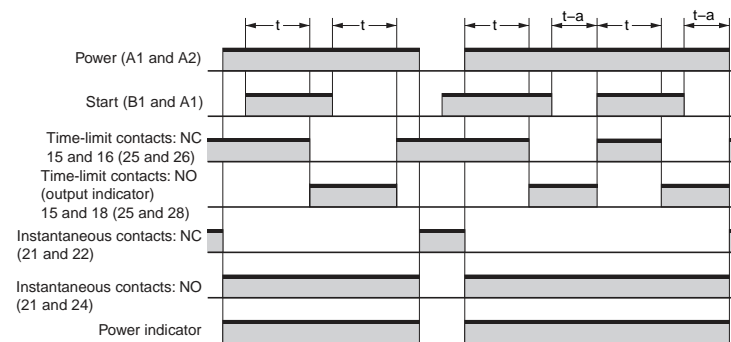 t t t t–a t t–a
Power (A1 and A2)
Start (B1 and A1)
Time-limit contacts: NC
15 and 16 (25 and 26)
Time-limit contacts: NO
(output indicator)
15 and 18 (25 and 28)
Instantaneous contacts: NC
(21 and 22)
Instantaneous contacts: NO
(21 and 24)
Power indicator